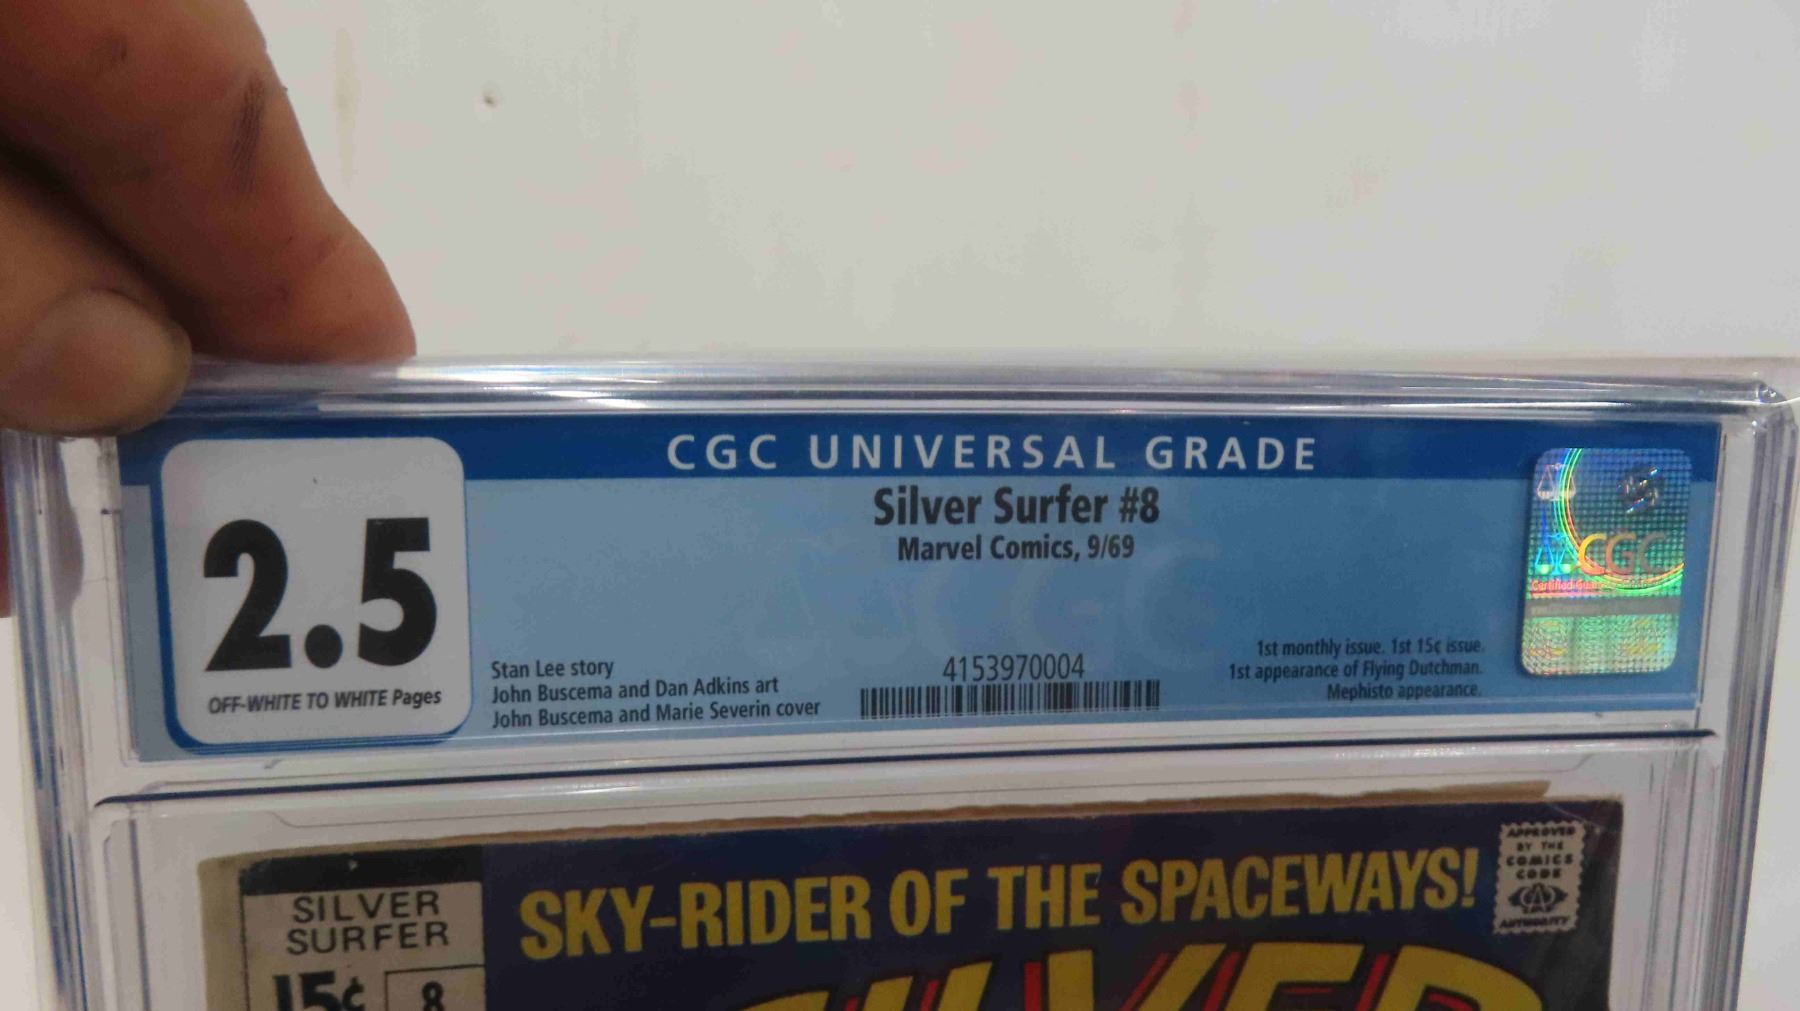 CGC UNIVERSAL GRADE
2.5
OFF-WHITE TO WHITE Pages
Silver Surfer #8
Marvel Comics, 9/69
Stan Lee story
John Buscema and Dan Adkins art
John Buscema and Marie Severin cover
4153970004
1st monthly issue. 1st 15¢ issue.
1st appearance of Flying Dutchman.
Mephisto appearance.
CGC
SILVER
SURFER
15¢
8
SKY-RIDER OF THE SPACEWAYS!
SILVER
APPROVED
BY THE
COMICS
CODE
AUTHORITY